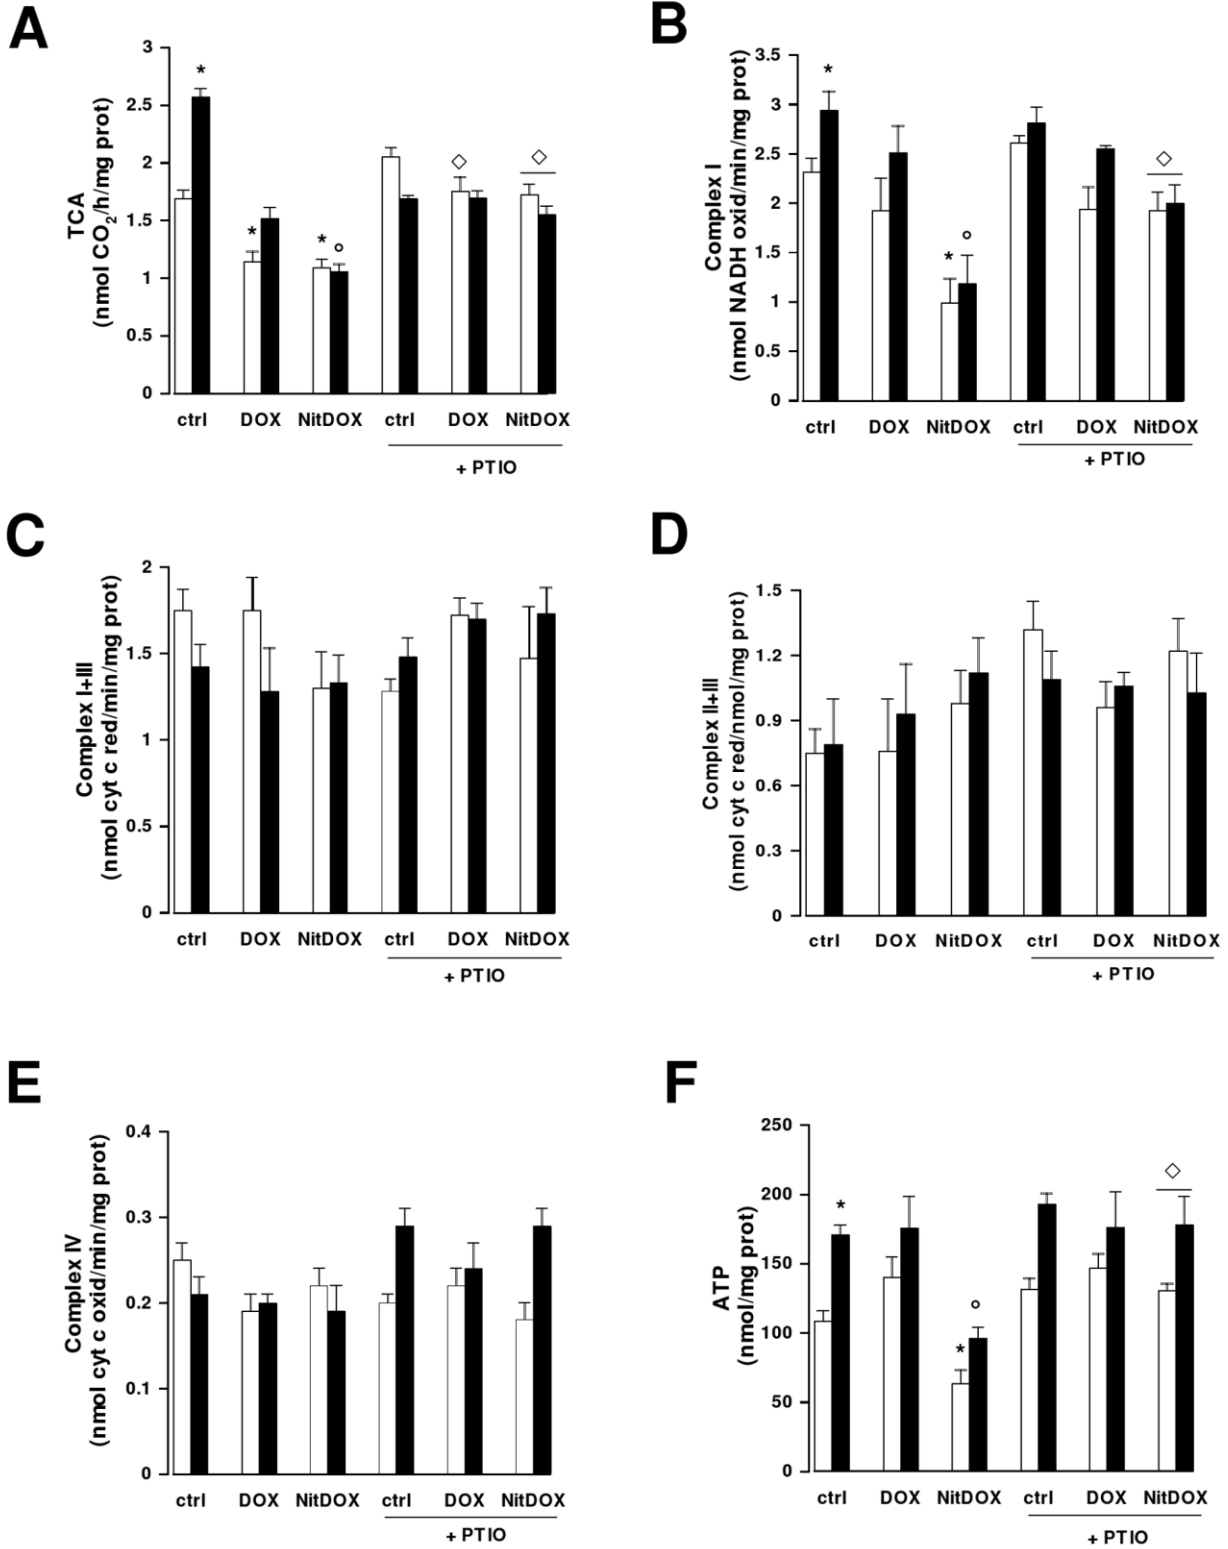 A
TCA
(nmol CO2/h/mg prot)
3
2.5
2
1.5
1
0.5
0
*
*
*
°
◇
◇
ctrl DOX NitDOX ctrl DOX NitDOX
+ PTIO
B
Complex I
(nmol NADH oxid/min/mg prot)
3.5
3
2.5
2
1.5
1
0.5
0
*
*
°
◇
ctrl DOX NitDOX ctrl DOX NitDOX
+ PTIO
C
Complex I+III
(nmol cyt c red/min/mg prot)
2
1.5
1
0.5
0
ctrl DOX NitDOX ctrl DOX NitDOX
+ PTIO
D
Complex II+III
(nmol cyt c red/nmol/mg prot)
1.5
1.2
0.9
0.6
0.3
0
ctrl DOX NitDOX ctrl DOX NitDOX
+ PTIO
E
Complex IV
(nmol cyt c oxid/min/mg prot)
0.4
0.3
0.2
0.1
0
ctrl DOX NitDOX ctrl DOX NitDOX
+ PTIO
F
ATP
(nmol/mg prot)
250
200
150
100
50
0
*
*
°
◇
ctrl DOX NitDOX ctrl DOX NitDOX
+ PTIO